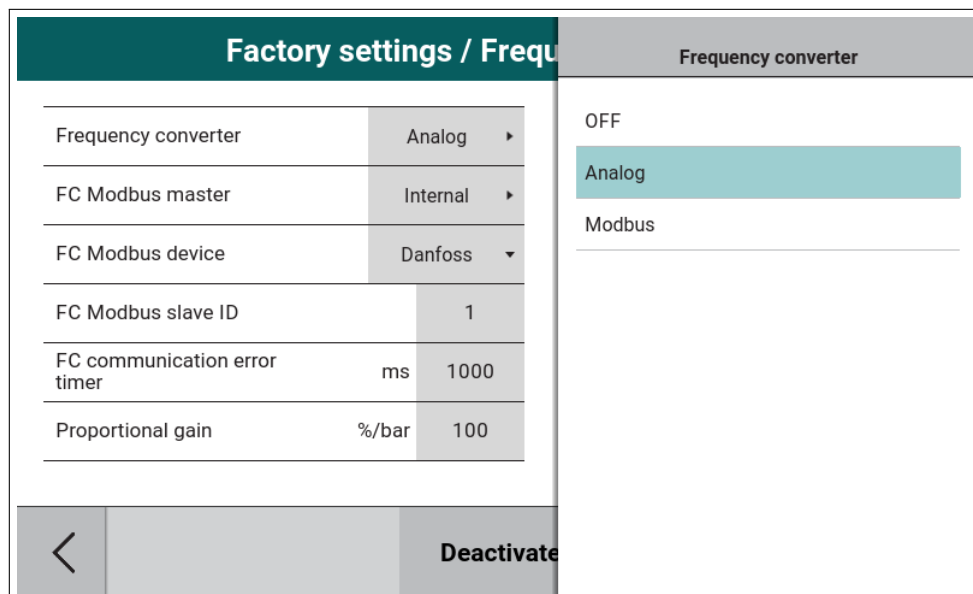 Factory settings / Frequ
Frequency converter
Frequency converter Analog
FC Modbus master Internal
FC Modbus device Danfoss
FC Modbus slave ID 1
FC communication error
timer ms 1000
Proportional gain %/bar 100
OFF
Analog
Modbus
Deactivate